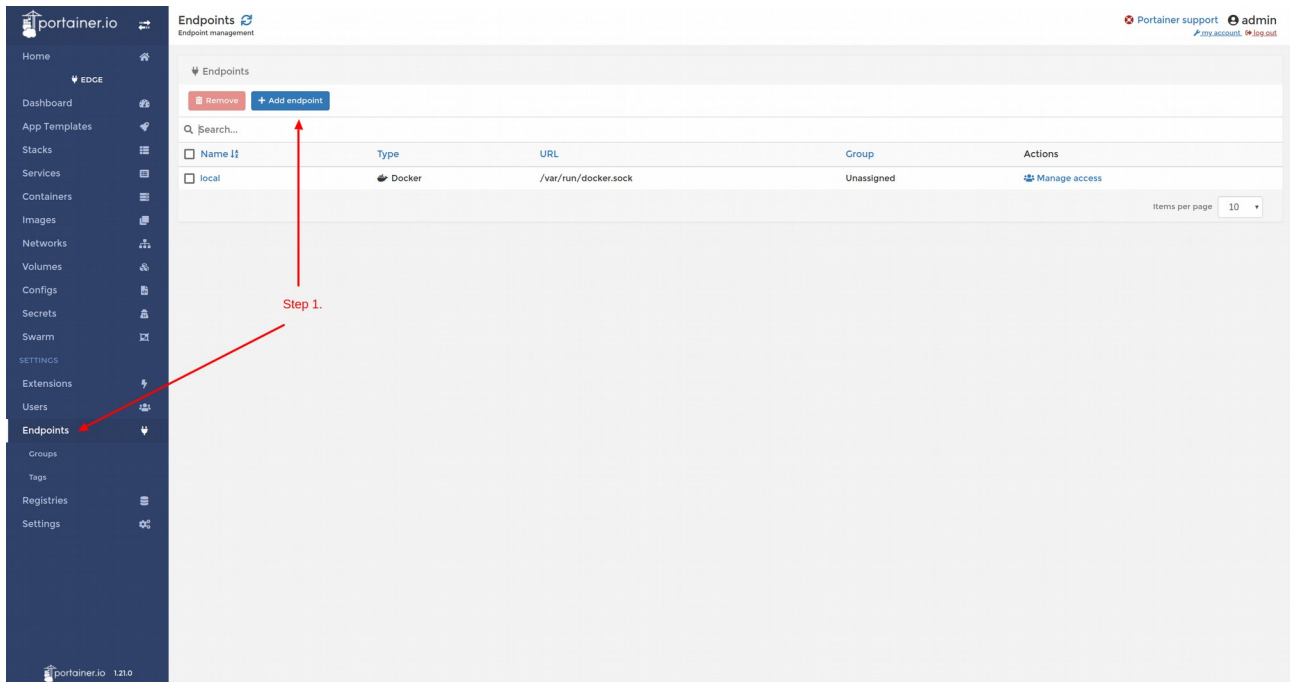 portainer.io
Home
EDGE
Dashboard
App Templates
Stacks
Services
Containers
Images
Networks
Volumes
Configs
Secrets
Swarm
SETTINGS
Extensions
Users
Endpoints
Groups
Tags
Registries
Settings
portainer.io 1.21.0
Endpoints
Endpoint management
Portainer support admin
my account log out
Endpoints
Remove + Add endpoint
Search...
Name Type URL Group Actions
local Docker /var/run/docker.sock Unassigned Manage access
Items per page 10
Step 1.